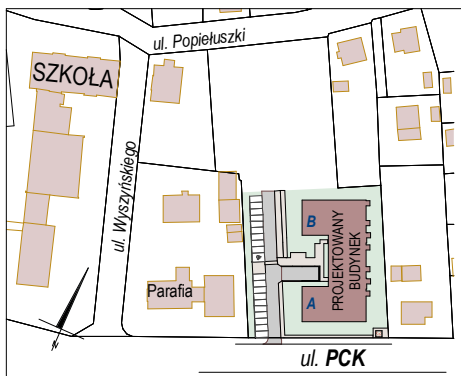 ul. Popiełuszki
SZKOŁA
ul. Wyszyńskiego
B
PROJEKTOWANY
BUDYNEK
Parafia
A
N
ul. PCK